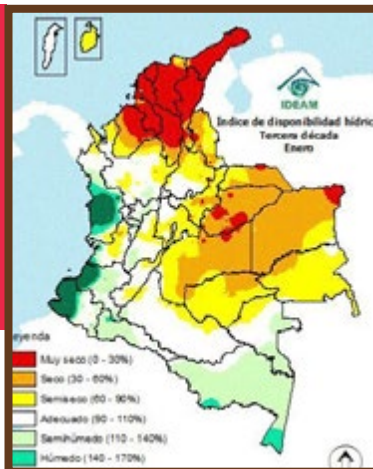 IDEAM
Índice de disponibilidad hídric
Tercera década
Enero
eyenda
Muy seco (0 - 30%)
Seco (30 - 60%)
Semiseco (60 - 90%)
Adecuado (90 - 110%)
Semihúmedo (110 - 140%)
Húmedo (140 - 170%)